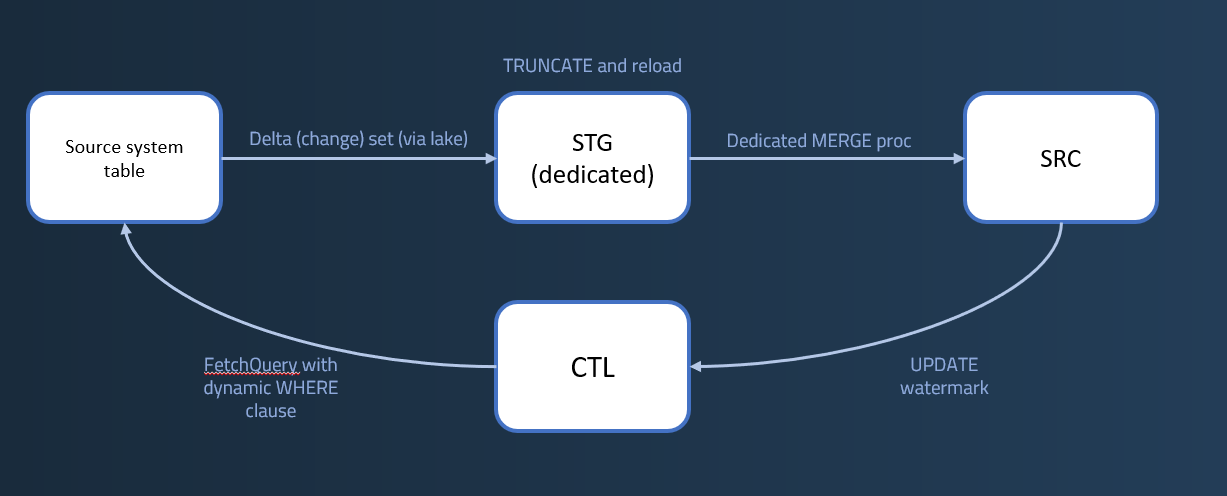 TRUNCATE and reload
Source system
table
Delta (change) set (via lake)
STG
(dedicated)
Dedicated MERGE proc
SRC
CTL
FetchQuery with
dynamic WHERE
clause
UPDATE
watermark